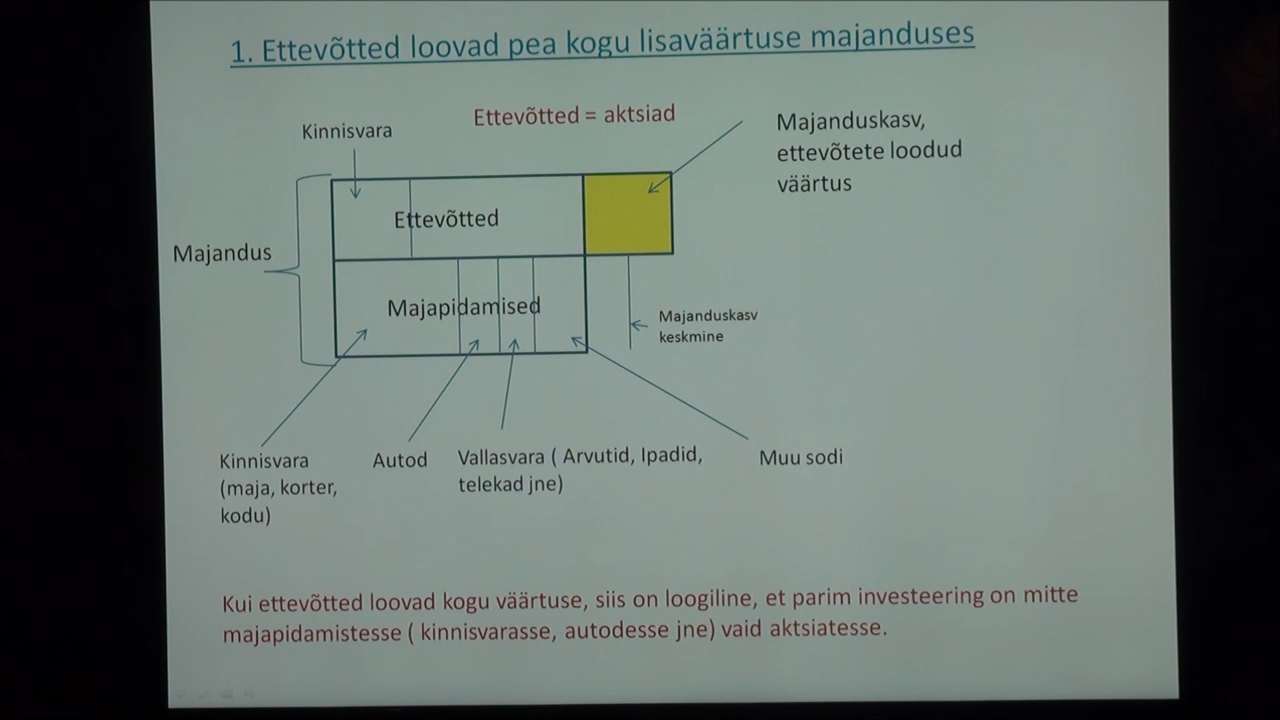 1. Ettevõtted loovad pea kogu lisaväärtuse majanduses
Ettevõtted = aktsiad
Kinnisvara
Majanduskasv,
ettevõtete loodud
väärtus
Ettevõtted
Majandus
Majapidamised
Majanduskasv
keskmine
Kinnisvara
(maja, korter,
kodu)
Autod
Vallasvara ( Arvutid, Ipadid,
telekad jne)
Muu sodi
Kui ettevõtted loovad kogu väärtuse, siis on loogiline, et parim investeering on mitte
majapidamistesse ( kinnisvarasse, autodesse jne) vaid aktsiatesse.